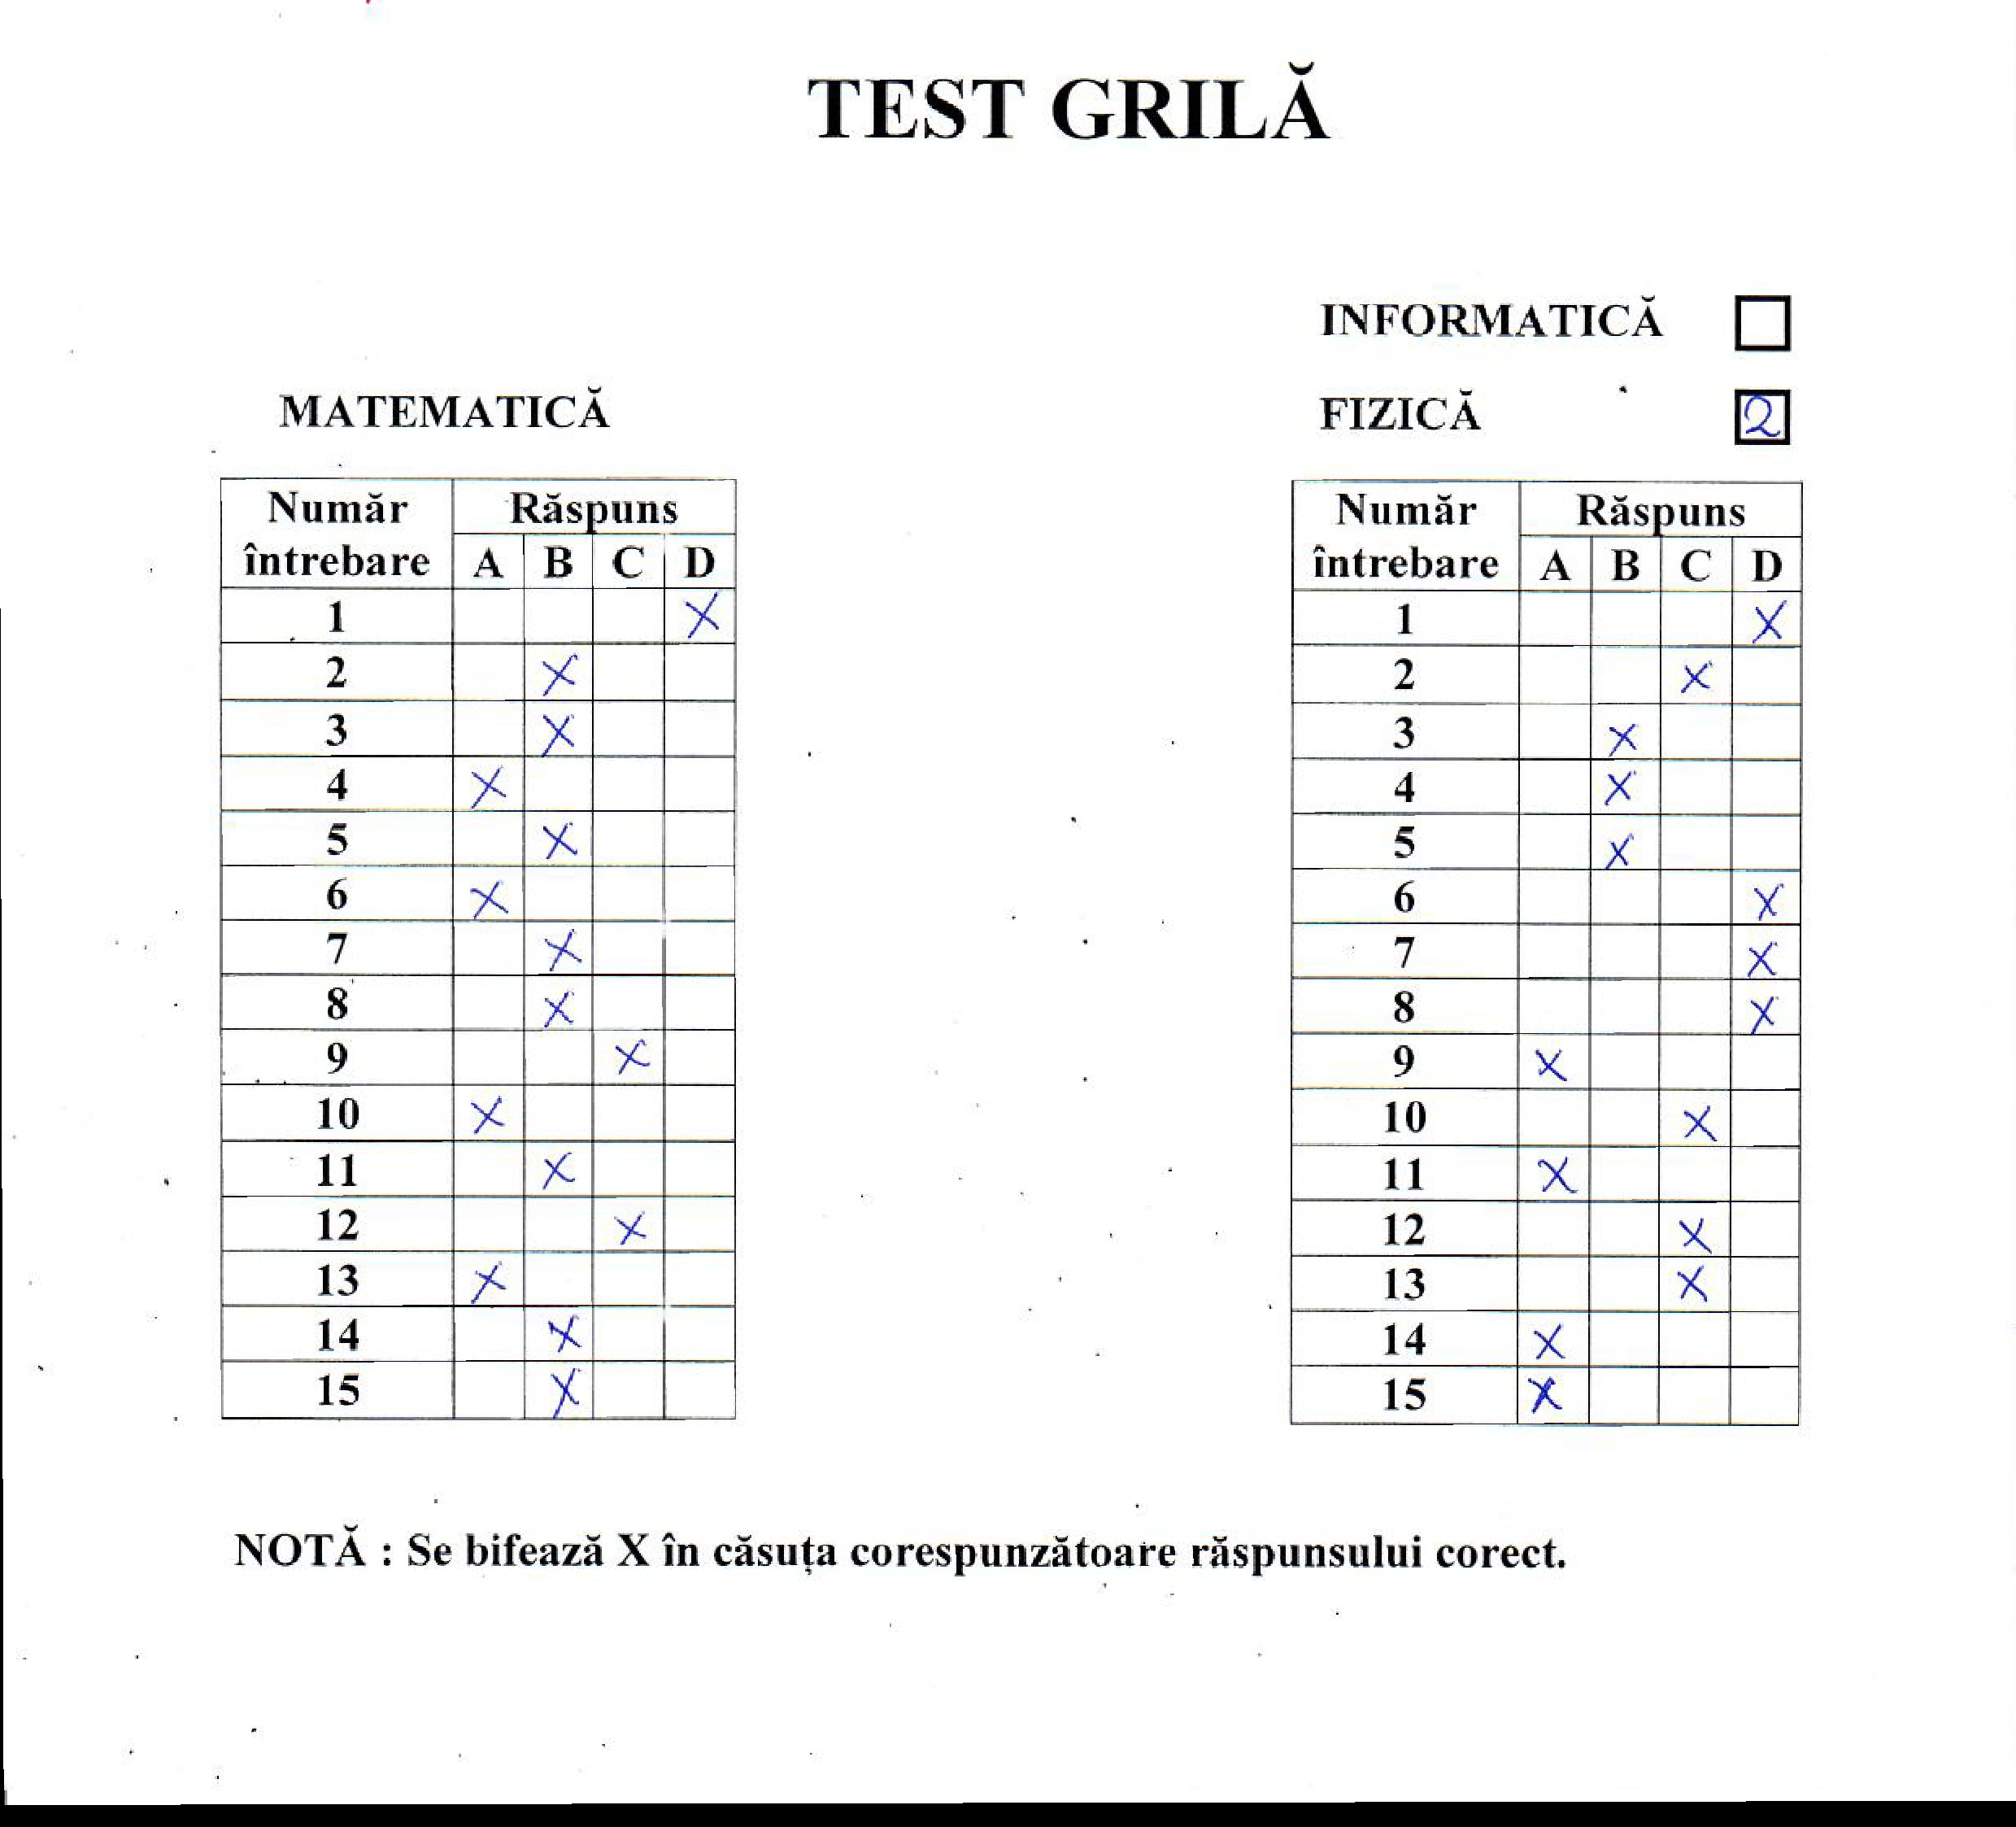 TEST GRILĂ
INFORMATICĂ
MATEMATICĂ
FIZICĂ 2
Număr întrebare Răspuns
A B C D
1 X
2 X
3 X
4 X
5 X
6 X
7 X
8 X
9 X
10 X
11 X
12 X
13 X
14 X
15 X
Număr întrebare Răspuns
A B C D
1 X
2 X
3 X
4 X
5 X
6 X
7 X
8 X
9 X
10 X
11 X
12 X
13 X
14 X
15 X
NOTĂ : Se bifează X în căsuța corespunzătoare răspunsului corect.